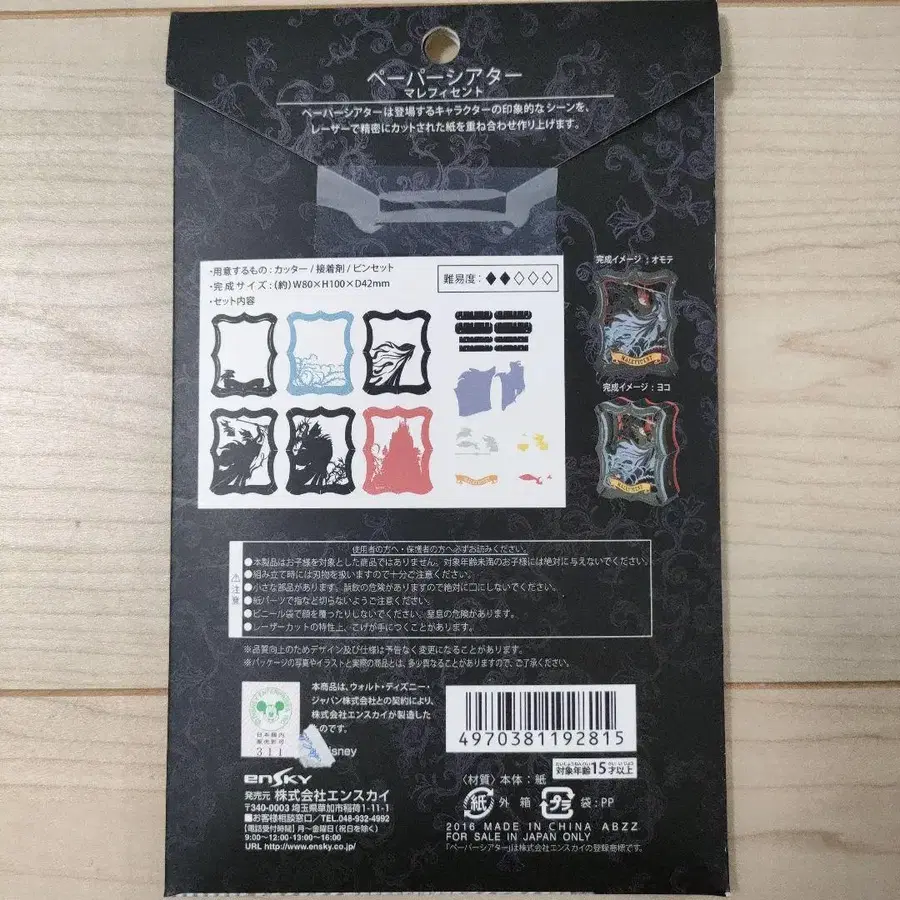 ペーパーシアター
マレフィセント
ペーパーシアターは登場するキャラクターの印象的なシーンを、
レーザーで精密にカットされた紙を重ね合わせ作り上げます。
・用意するもの：カッター / 接着剤 / ピンセット
・完成サイズ：(約) W80×H100×D42mm
・セット内容
難易度：◆◆◇◇◇
完成イメージ：オモテ
MALEFICENT
完成イメージ：ヨコ
使用者の方へ・保護者の方へ必ずお読みください。
⚠注意
●本製品はお子様を対象とした商品ではありません。対象年齢未満のお子様には絶対に与えないでください。
●組み立て時には刃物を扱いますので十分ご注意ください。
●小さな部品があります。誤飲の危険がありますので絶対に口にしないでください。
●紙パーツで指など切らないようご注意ください。
●ビニール袋で顔を覆ったりしないでください。窒息の危険があります。
●レーザーカットの特性上、こげが手につくことがあります。
※品質向上のためデザイン及び仕様は予告なく変更になる場合があります。
※パッケージの写真やイラストと実際の商品とは、多少異なることがありますので、ご了承ください。
本商品は、ウォルト・ディズニー・
ジャパン株式会社との契約により、
株式会社エンスカイが製造した
ものです。
Disney
日本国内
311
4970381192815
対象年齢15才以上
enSKY
発売元 株式会社エンスカイ
〒340-0003 埼玉県草加市稲荷1-11-1
■お客様相談窓口／TEL.048-932-4992
【電話受付時間】月〜金曜日（祝日を除く）
9:00〜12:00・13:00〜16:00
URL http://www.ensky.co.jp/
〈材質〉本体：紙
紙 外 箱 プラ 袋：PP
2016 MADE IN CHINA ABZZ
FOR SALE IN JAPAN ONLY
「ペーパーシアター」は株式会社エンスカイの登録商標です。